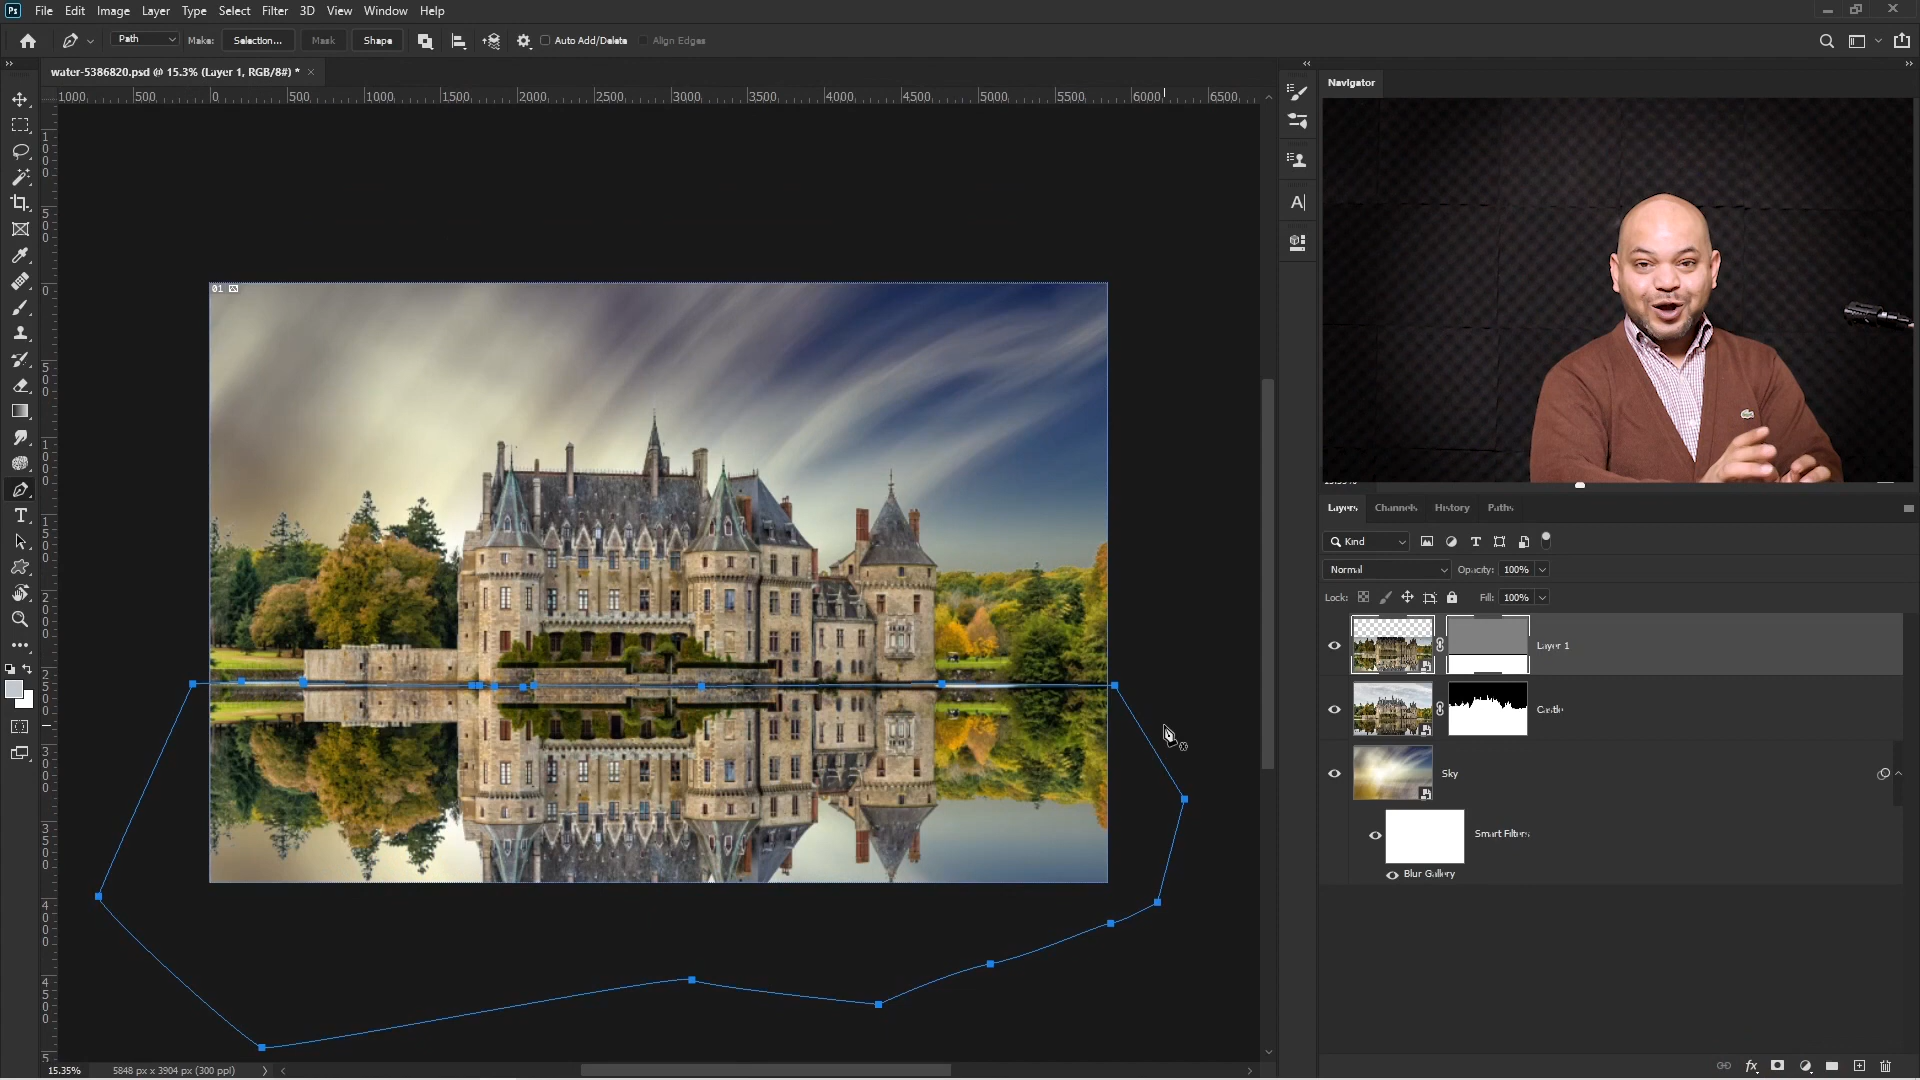 Ps File Edit Image Layer Type Select Filter 3D View Window Help
Path Make: Selection... Mask Shape Auto Add/Delete Align Edges
water-5386820.psd @ 15.3% (Layer 1, RGB/8#) * ×
Navigator
1000 500 0 500 1000 1500 2000 2500 3000 3500 4000 4500 5000 5500 6000 6500
01
Layers Channels History Paths
Kind
Normal Opacity: 100%
Lock: Fill: 100%
Layer 1
Castle
Sky
Smart Filters
Blur Gallery
15.35% 5848 px x 3904 px (300 ppi)